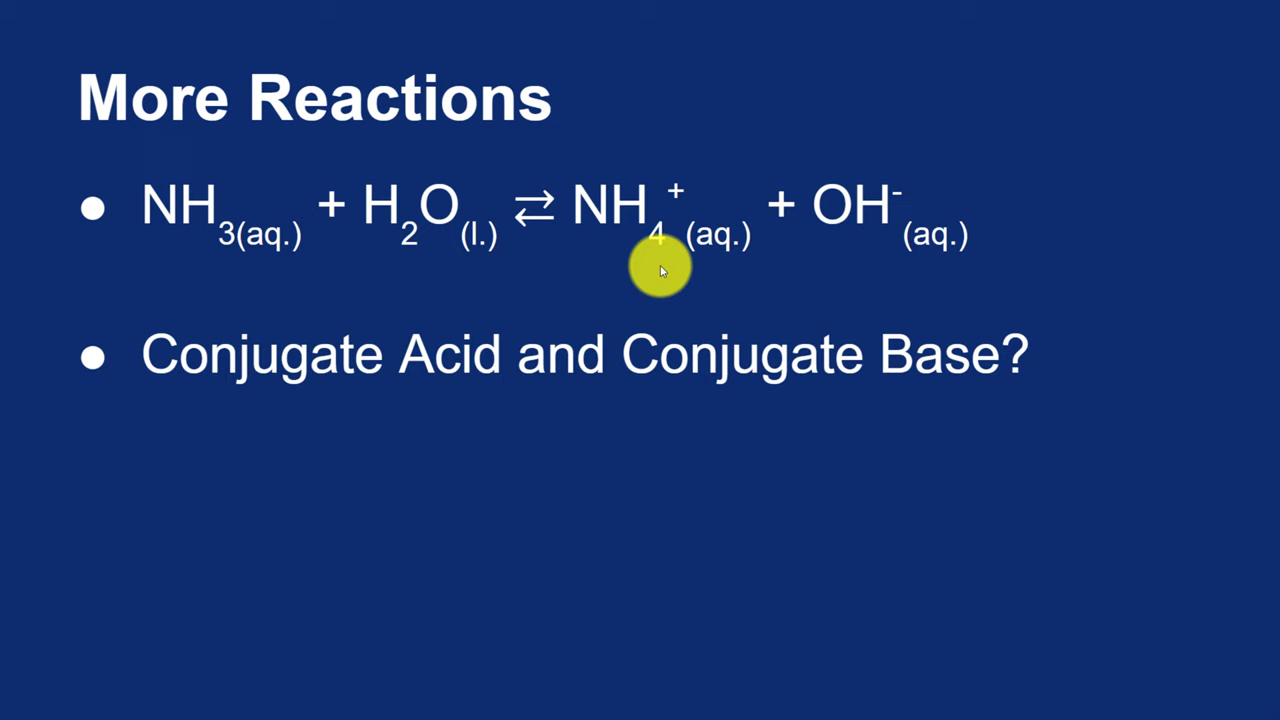 More Reactions
● NH₃(aq.) + H₂O(l.) ⇄ NH₄⁺(aq.) + OH⁻(aq.)
● Conjugate Acid and Conjugate Base?